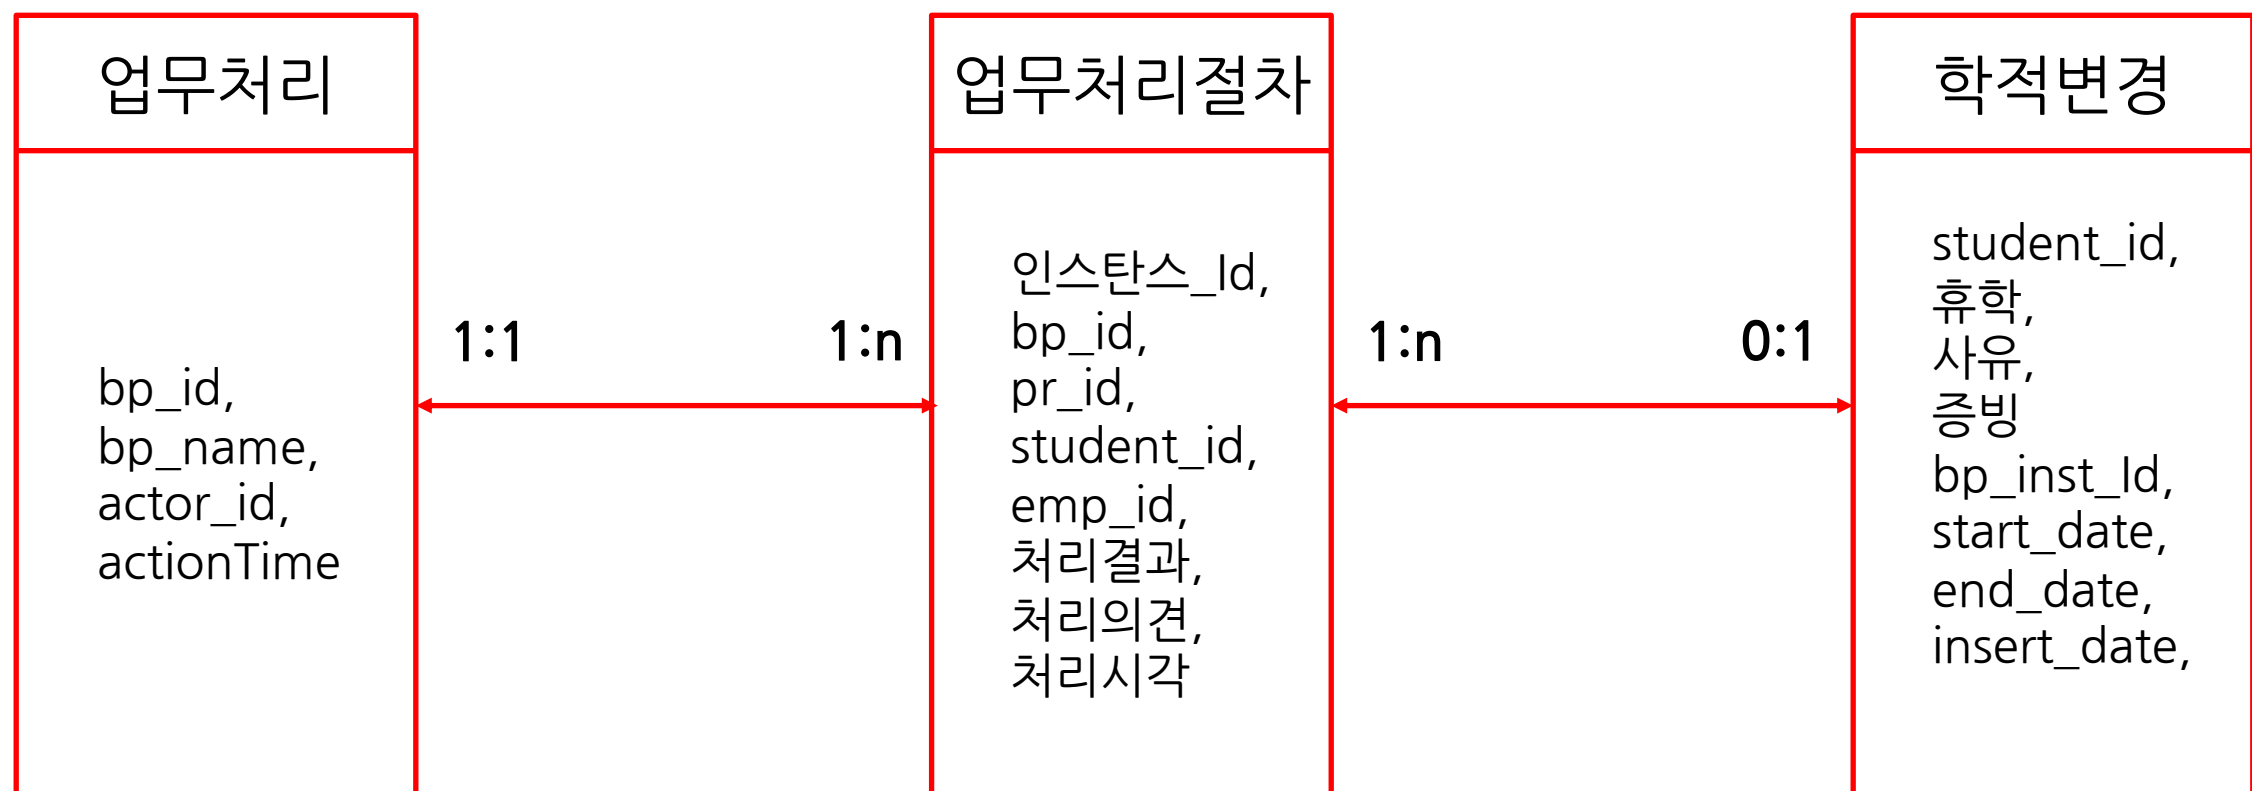 업무처리
bp_id,
bp_name,
actor_id,
actionTime
1:1
1:n
업무처리절차
인스탄스_Id,
bp_id,
pr_id,
student_id,
emp_id,
처리결과,
처리의견,
처리시각
1:n
0:1
학적변경
student_id,
휴학,
사유,
증빙
bp_inst_Id,
start_date,
end_date,
insert_date,